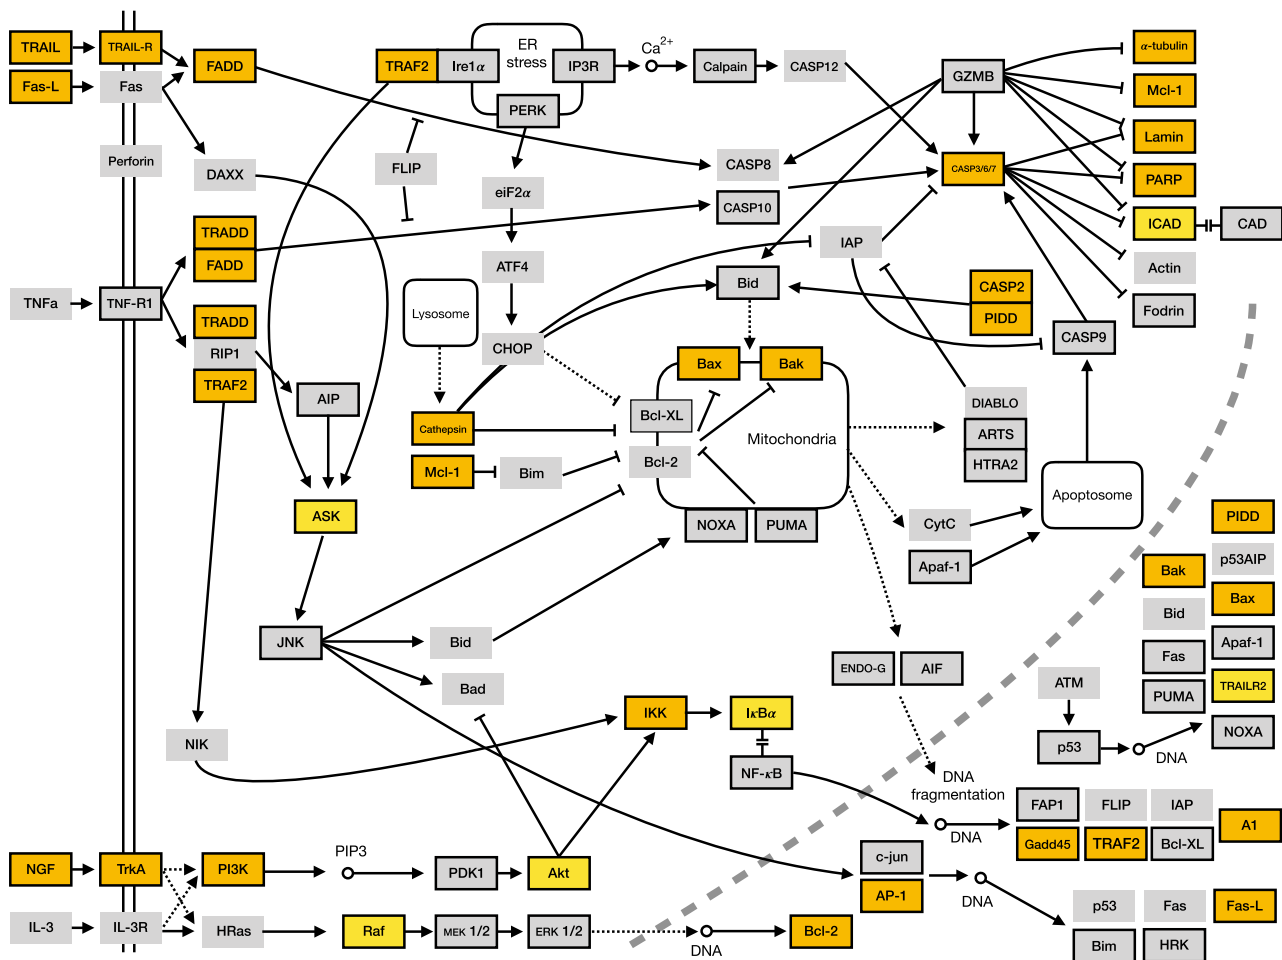 TRAIL
TRAIL-R
FADD
Fas-L
Fas
Perforin
DAXX
TRADD
FADD
TNFa
TNF-R1
TRADD
RIP1
TRAF2
AIP
ASK
JNK
NIK
TRAF2
Ire1α
ER
stress
IP3R
PERK
Ca2+
Calpain
CASP12
FLIP
eiF2α
ATF4
CHOP
Lysosome
Cathepsin
Mcl-1
Bim
CASP8
CASP10
GZMB
CASP3/6/7
α-tubulin
Mcl-1
Lamin
PARP
ICAD
CAD
Actin
Fodrin
IAP
Bid
CASP2
PIDD
CASP9
Bax
Bak
Bcl-XL
Bcl-2
Mitochondria
NOXA
PUMA
DIABLO
ARTS
HTRA2
CytC
Apaf-1
Apoptosome
Bid
Bad
IKK
IκBα
NF-κB
ENDO-G
AIF
DNA
fragmentation
ATM
p53
DNA
PIDD
p53AIP
Bak
Bax
Bid
Apaf-1
Fas
TRAILR2
PUMA
NOXA
DNA
FAP1
FLIP
IAP
A1
Gadd45
TRAF2
Bcl-XL
NGF
TrkA
PI3K
PIP3
PDK1
Akt
IL-3
IL-3R
HRas
Raf
MEK 1/2
ERK 1/2
DNA
Bcl-2
c-jun
AP-1
DNA
p53
Fas
Fas-L
Bim
HRK